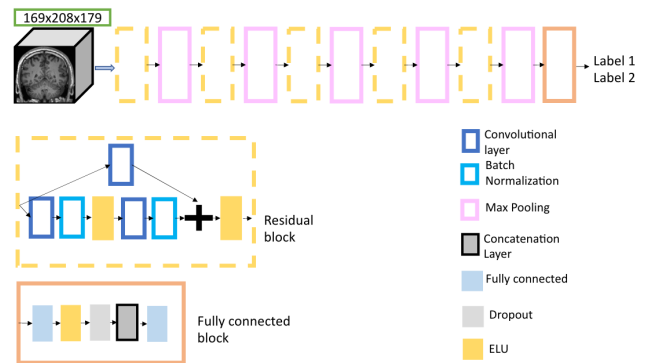 169x208x179
Label 1
Label 2
Residual
block
Fully connected
block
Convolutional
layer
Batch
Normalization
Max Pooling
Concatenation
Layer
Fully connected
Dropout
ELU